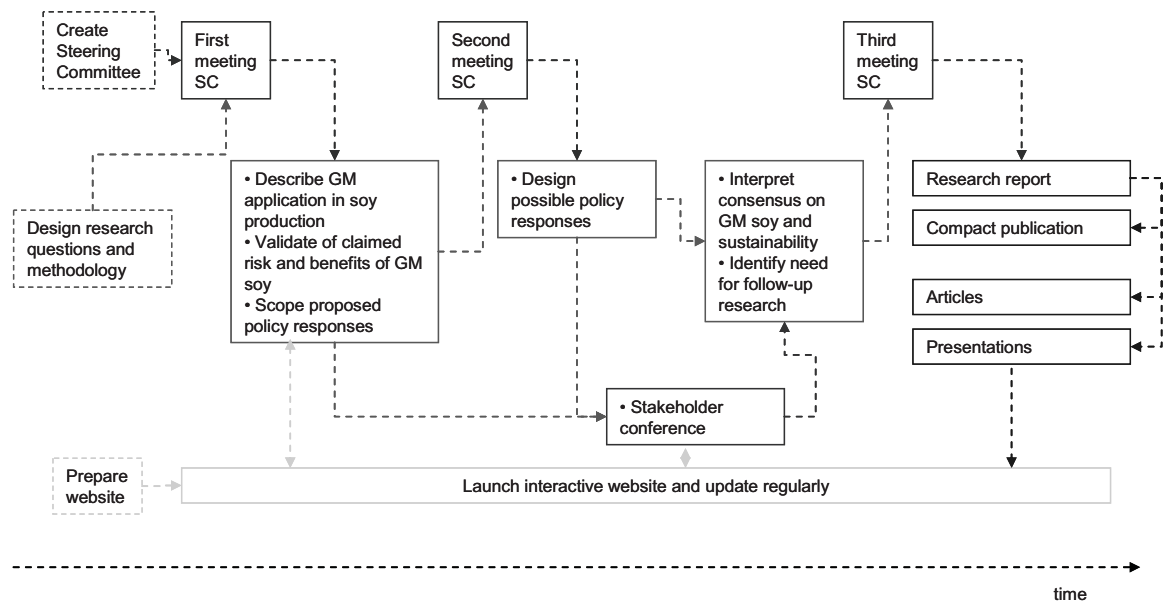 Create
Steering
Committee
First
meeting
SC
Second
meeting
SC
Third
meeting
SC
Design research
questions and
methodology
• Describe GM
application in soy
production
• Validate of claimed
risk and benefits of GM
soy
• Scope proposed
policy responses
• Design
possible policy
responses
• Interpret
consensus on
GM soy and
sustainability
• Identify need
for follow-up
research
Research report
Compact publication
Articles
Presentations
• Stakeholder
conference
Prepare
website
Launch interactive website and update regularly
time